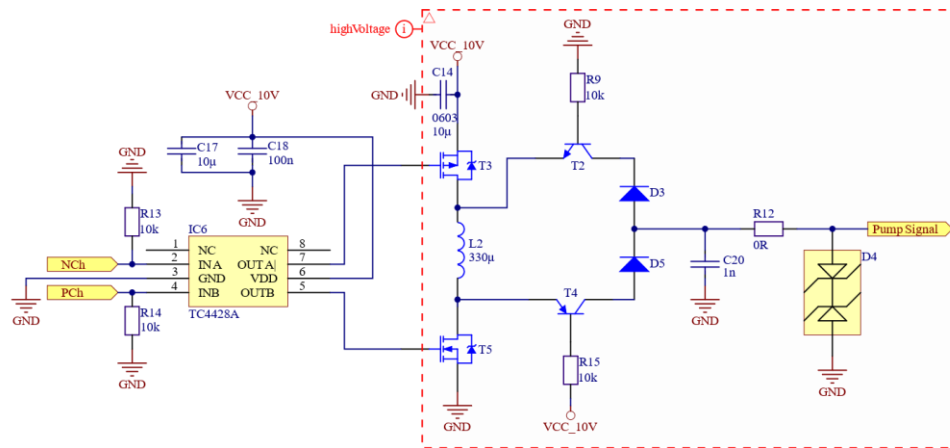 highVoltage
i
VCC_10V
C14
GND
0603
10µ
GND
R9
10k
T2
T3
VCC_10V
C17
10µ
C18
100n
GND
GND
R13
10k
IC6
1 NC NC 8
NCh 2 INA OUTA| 7
3 GND VDD 6
PCh 4 INB OUTB 5
TC4428A
GND
R14
10k
GND
L2
330µ
D3
D5
R12
0R
Pump Signal
C20
1n
GND
D4
GND
T4
T5
R15
10k
VCC_10V
GND